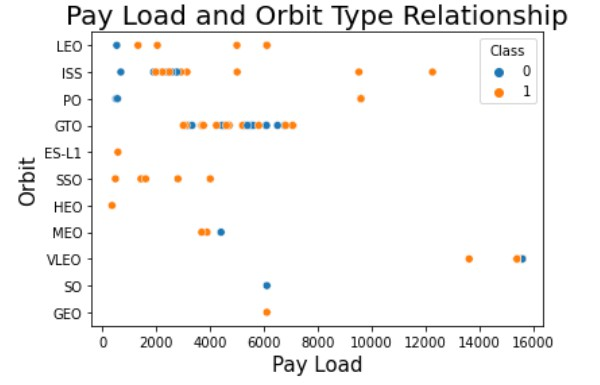 Pay Load and Orbit Type Relationship
LEO
ISS
PO
GTO
ES-L1
SSO
HEO
MEO
VLEO
SO
GEO
Orbit
Class
0
1
0 2000 4000 6000 8000 10000 12000 14000 16000
Pay Load